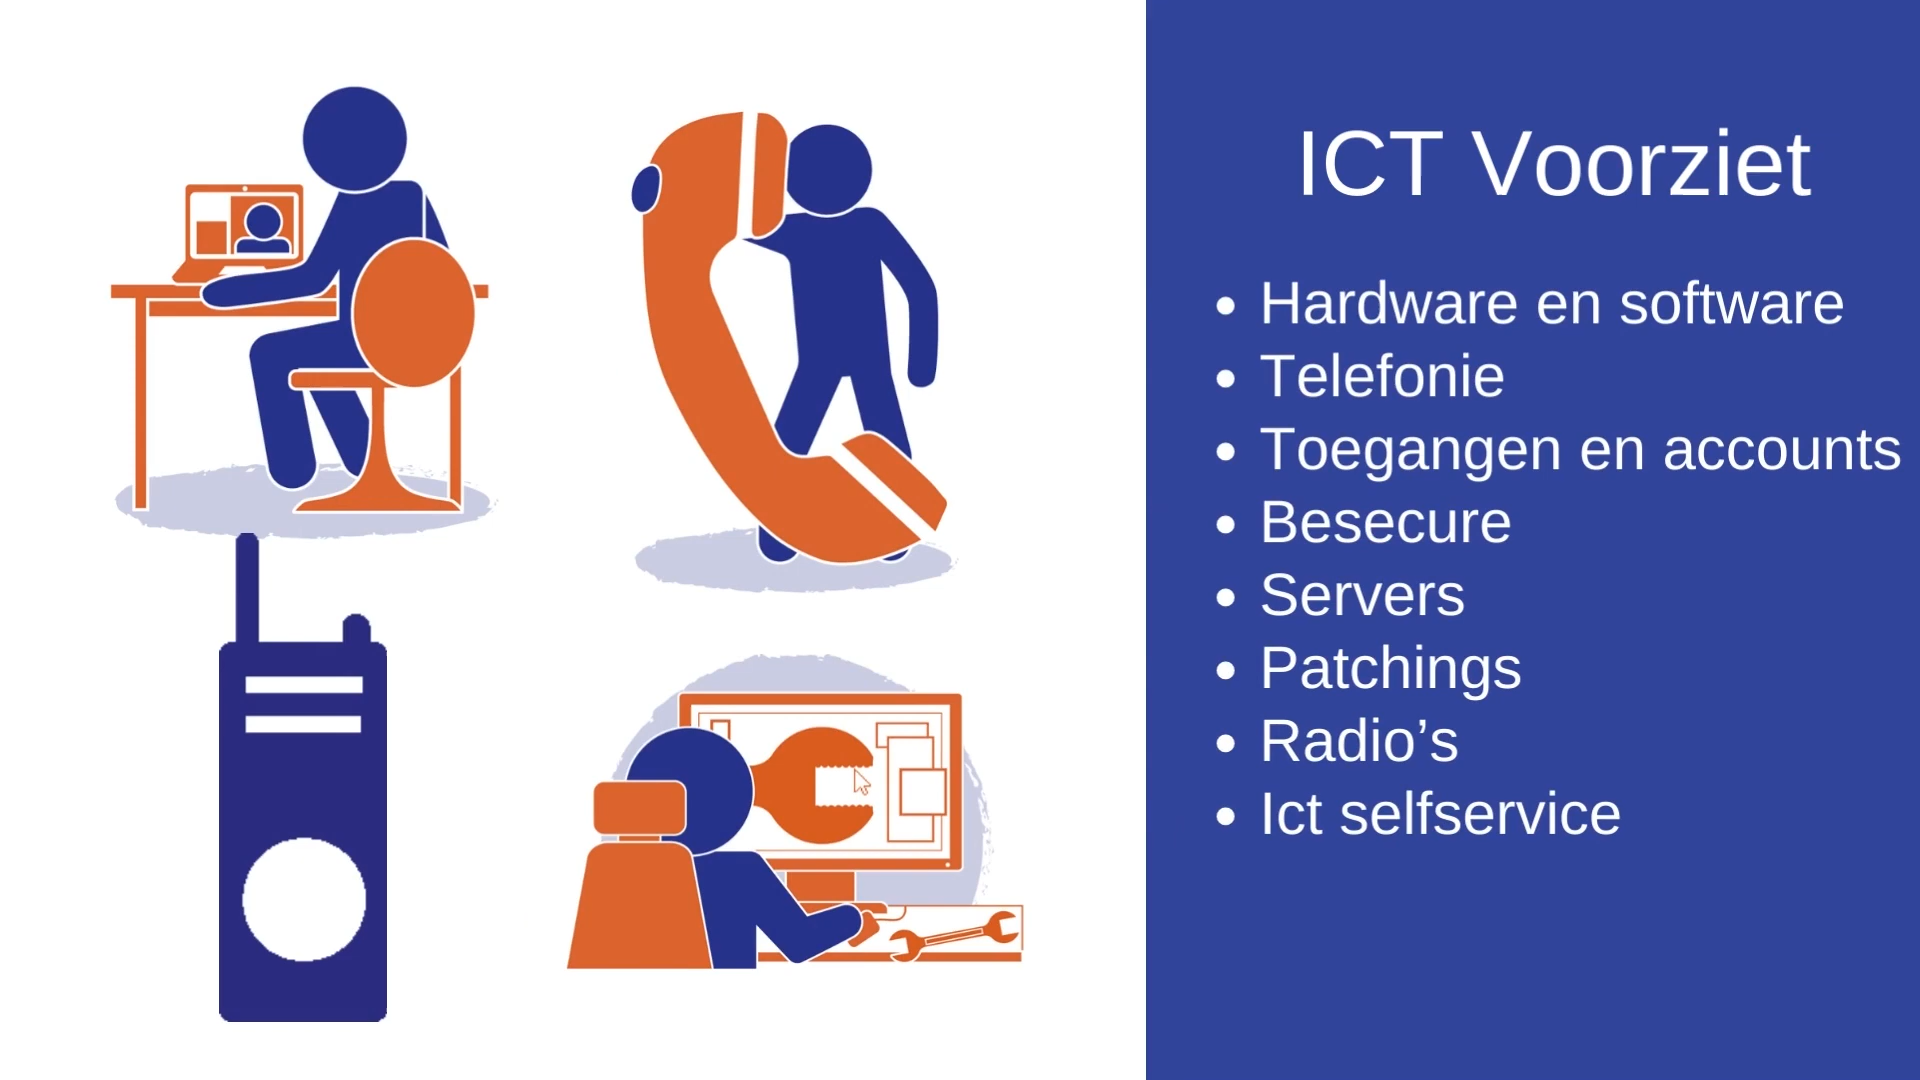 ICT Voorziet
• Hardware en software
• Telefonie
• Toegangen en accounts
• Besecure
• Servers
• Patchings
• Radio’s
• Ict selfservice